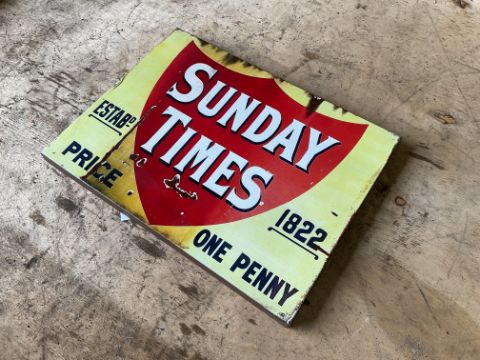 SUNDAY
TIMES
ESTABD 1822
PRICE ONE PENNY